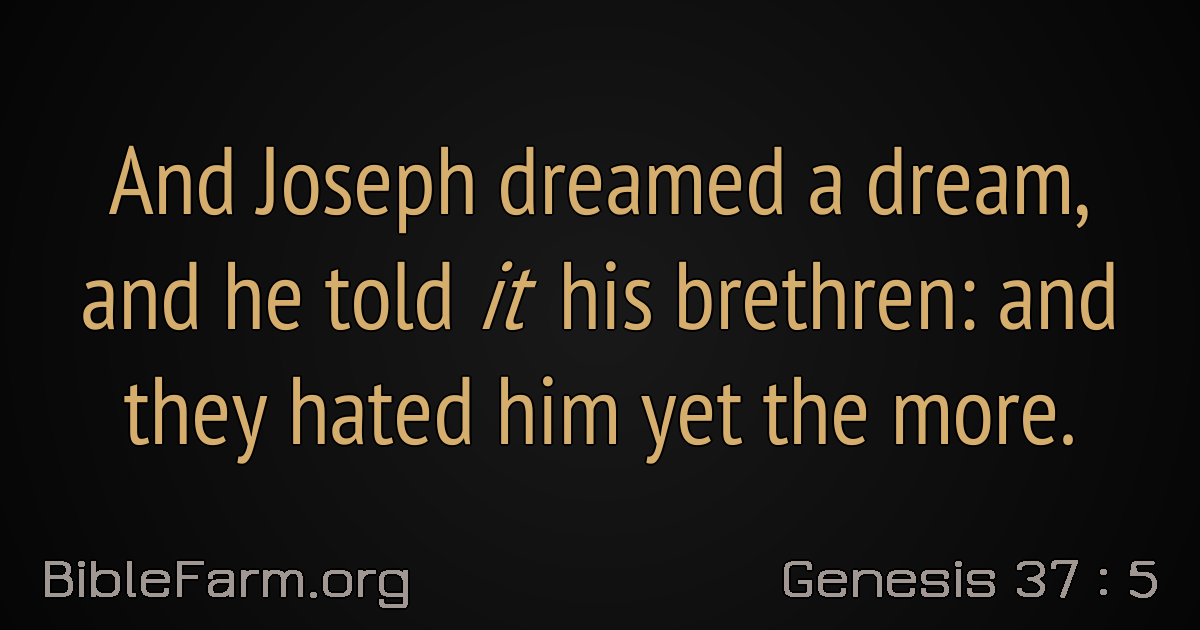 And Joseph dreamed a dream,
and he told it his brethren: and
they hated him yet the more.
BibleFarm.org
Genesis 37 : 5